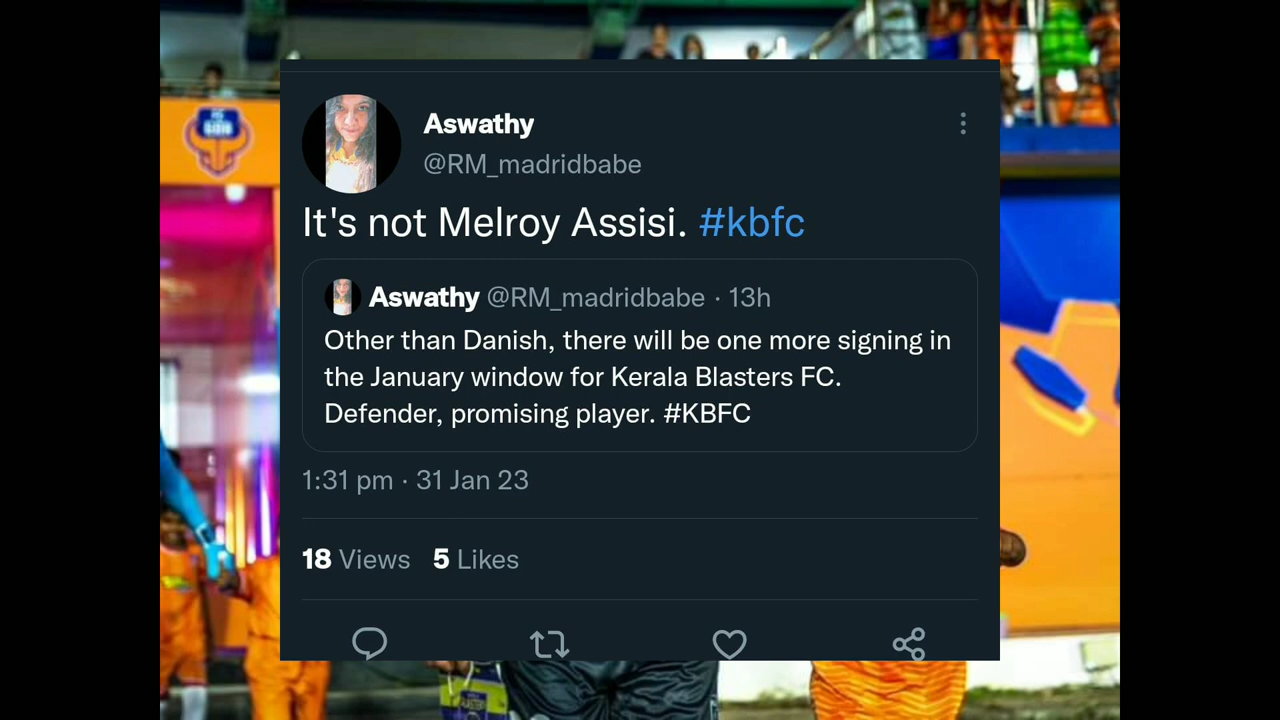 Aswathy
@RM_madridbabe
It's not Melroy Assisi. #kbfc
Aswathy @RM_madridbabe · 13h
Other than Danish, there will be one more signing in
the January window for Kerala Blasters FC.
Defender, promising player. #KBFC
1:31 pm · 31 Jan 23
18 Views 5 Likes